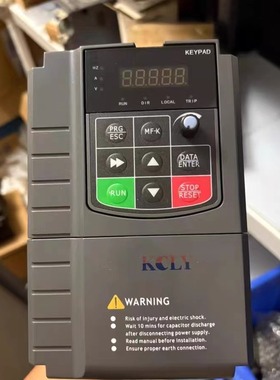 KEYPAD
HZ
A
V
RUN DIR LOCAL TRIP
PRG
ESC
MF-K
DATA
ENTER
RUN
STOP
RESET
KCLY
WARNING
Risk of injury and electric shock.
Wait 10 mins for capacitor discharge
after disconnecting power supply.
Read manual before installation.
Ensure proper earth connection.